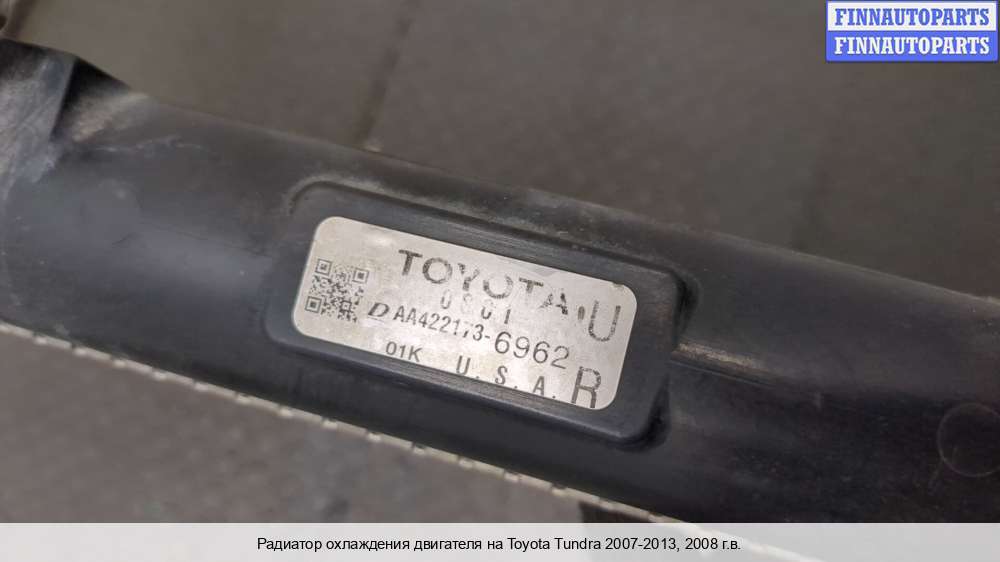 FINNAUTOPARTS
FINNAUTOPARTS
TOYOTA
U
AA422173-6962
01K U.S.A. R
Радиатор охлаждения двигателя на Toyota Tundra 2007-2013, 2008 г.в.